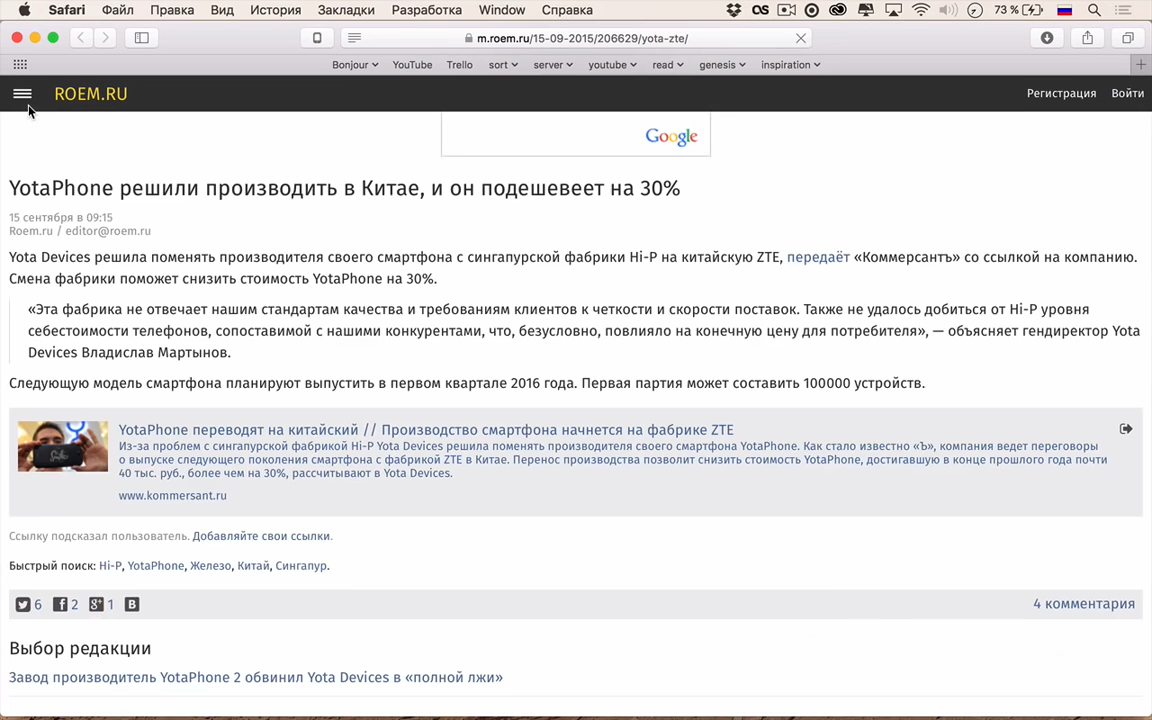 Safari Файл Правка Вид История Закладки Разработка Window Справка 73 %
m.roem.ru/15-09-2015/206629/yota-zte/
Bonjour YouTube Trello sort server youtube read genesis inspiration
ROEM.RU Регистрация Войти
Google
YotaPhone решили производить в Китае, и он подешевеет на 30%
15 сентября в 09:15
Roem.ru / editor@roem.ru
Yota Devices решила поменять производителя своего смартфона с сингапурской фабрики Hi-P на китайскую ZTE, передаёт «Коммерсантъ» со ссылкой на компанию.
Смена фабрики поможет снизить стоимость YotaPhone на 30%.
«Эта фабрика не отвечает нашим стандартам качества и требованиям клиентов к четкости и скорости поставок. Также не удалось добиться от Hi-P уровня
себестоимости телефонов, сопоставимой с нашими конкурентами, что, безусловно, повлияло на конечную цену для потребителя», — объясняет гендиректор Yota
Devices Владислав Мартынов.
Следующую модель смартфона планируют выпустить в первом квартале 2016 года. Первая партия может составить 100000 устройств.
YotaPhone переводят на китайский // Производство смартфона начнется на фабрике ZTE
Из-за проблем с сингапурской фабрикой Hi-P Yota Devices решила поменять производителя своего смартфона YotaPhone. Как стало известно «Ъ», компания ведет переговоры
о выпуске следующего поколения смартфона с фабрикой ZTE в Китае. Перенос производства позволит снизить стоимость YotaPhone, достигавшую в конце прошлого года почти
40 тыс. руб., более чем на 30%, рассчитывают в Yota Devices.
www.kommersant.ru
Ссылку подсказал пользователь. Добавляйте свои ссылки.
Быстрый поиск: Hi-P, YotaPhone, Железо, Китай, Сингапур.
6 2 1 4 комментария
Выбор редакции
Завод производитель YotaPhone 2 обвинил Yota Devices в «полной лжи»